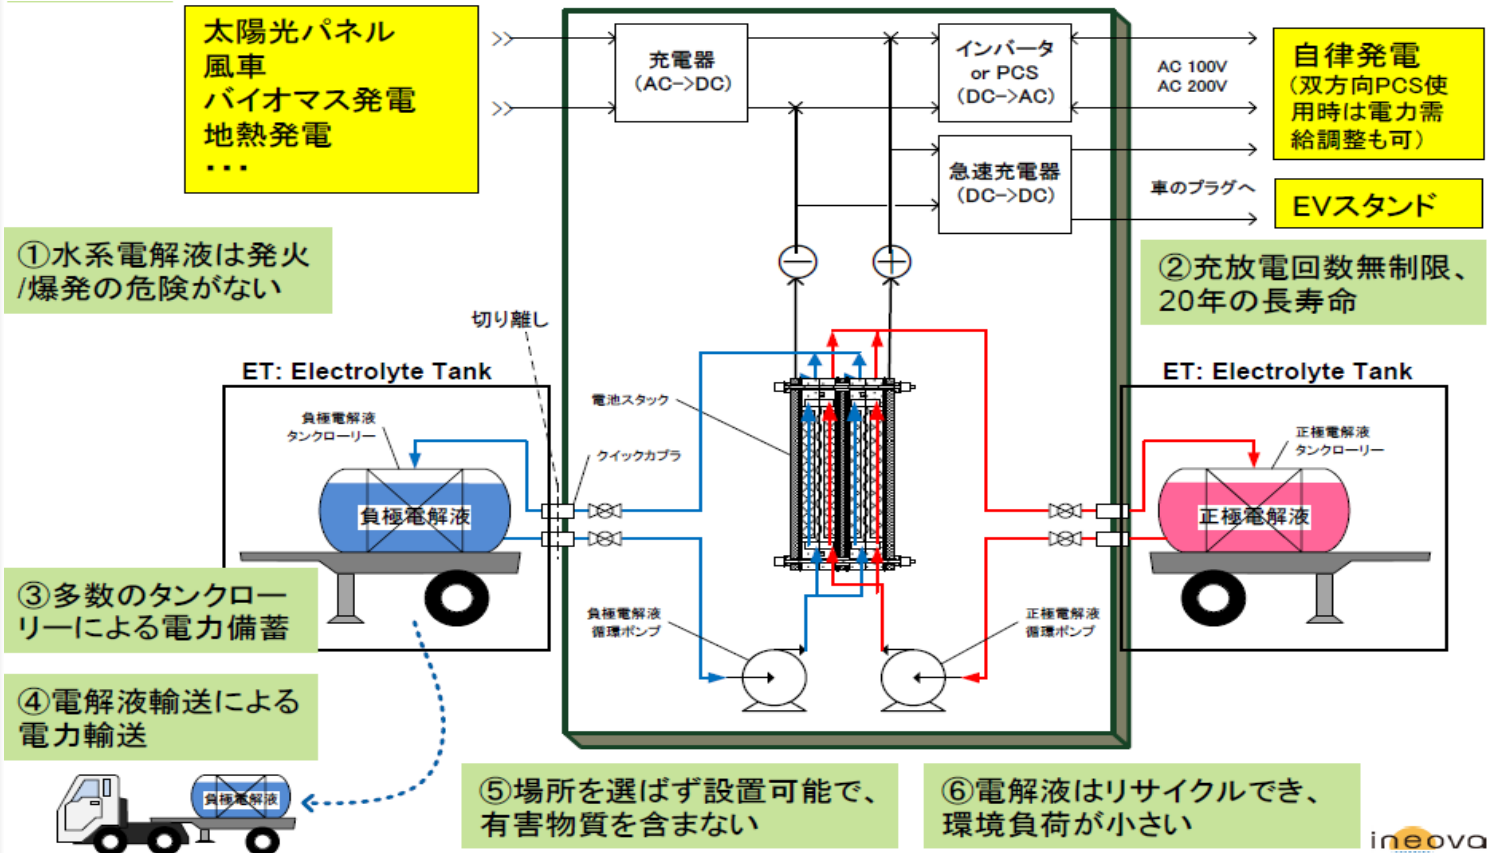 太陽光パネル
風車
バイオマス発電
地熱発電
・・・
充電器
(AC->DC)
インバータ
or PCS
(DC->AC)
AC 100V
AC 200V
自律発電
(双方向PCS使
用時は電力需
給調整も可)
急速充電器
(DC->DC)
車のプラグへ
EVスタンド
①水系電解液は発火
/爆発の危険がない
②充放電回数無制限、
20年の長寿命
切り離し
－
＋
ET: Electrolyte Tank
ET: Electrolyte Tank
負極電解液
タンクローリー
電池スタック
クイックカプラ
正極電解液
タンクローリー
負極電解液
正極電解液
③多数のタンクロー
リーによる電力備蓄
負極電解液
循環ポンプ
正極電解液
循環ポンプ
④電解液輸送による
電力輸送
負極電解液
⑤場所を選ばず設置可能で、
有害物質を含まない
⑥電解液はリサイクルでき、
環境負荷が小さい
ineova